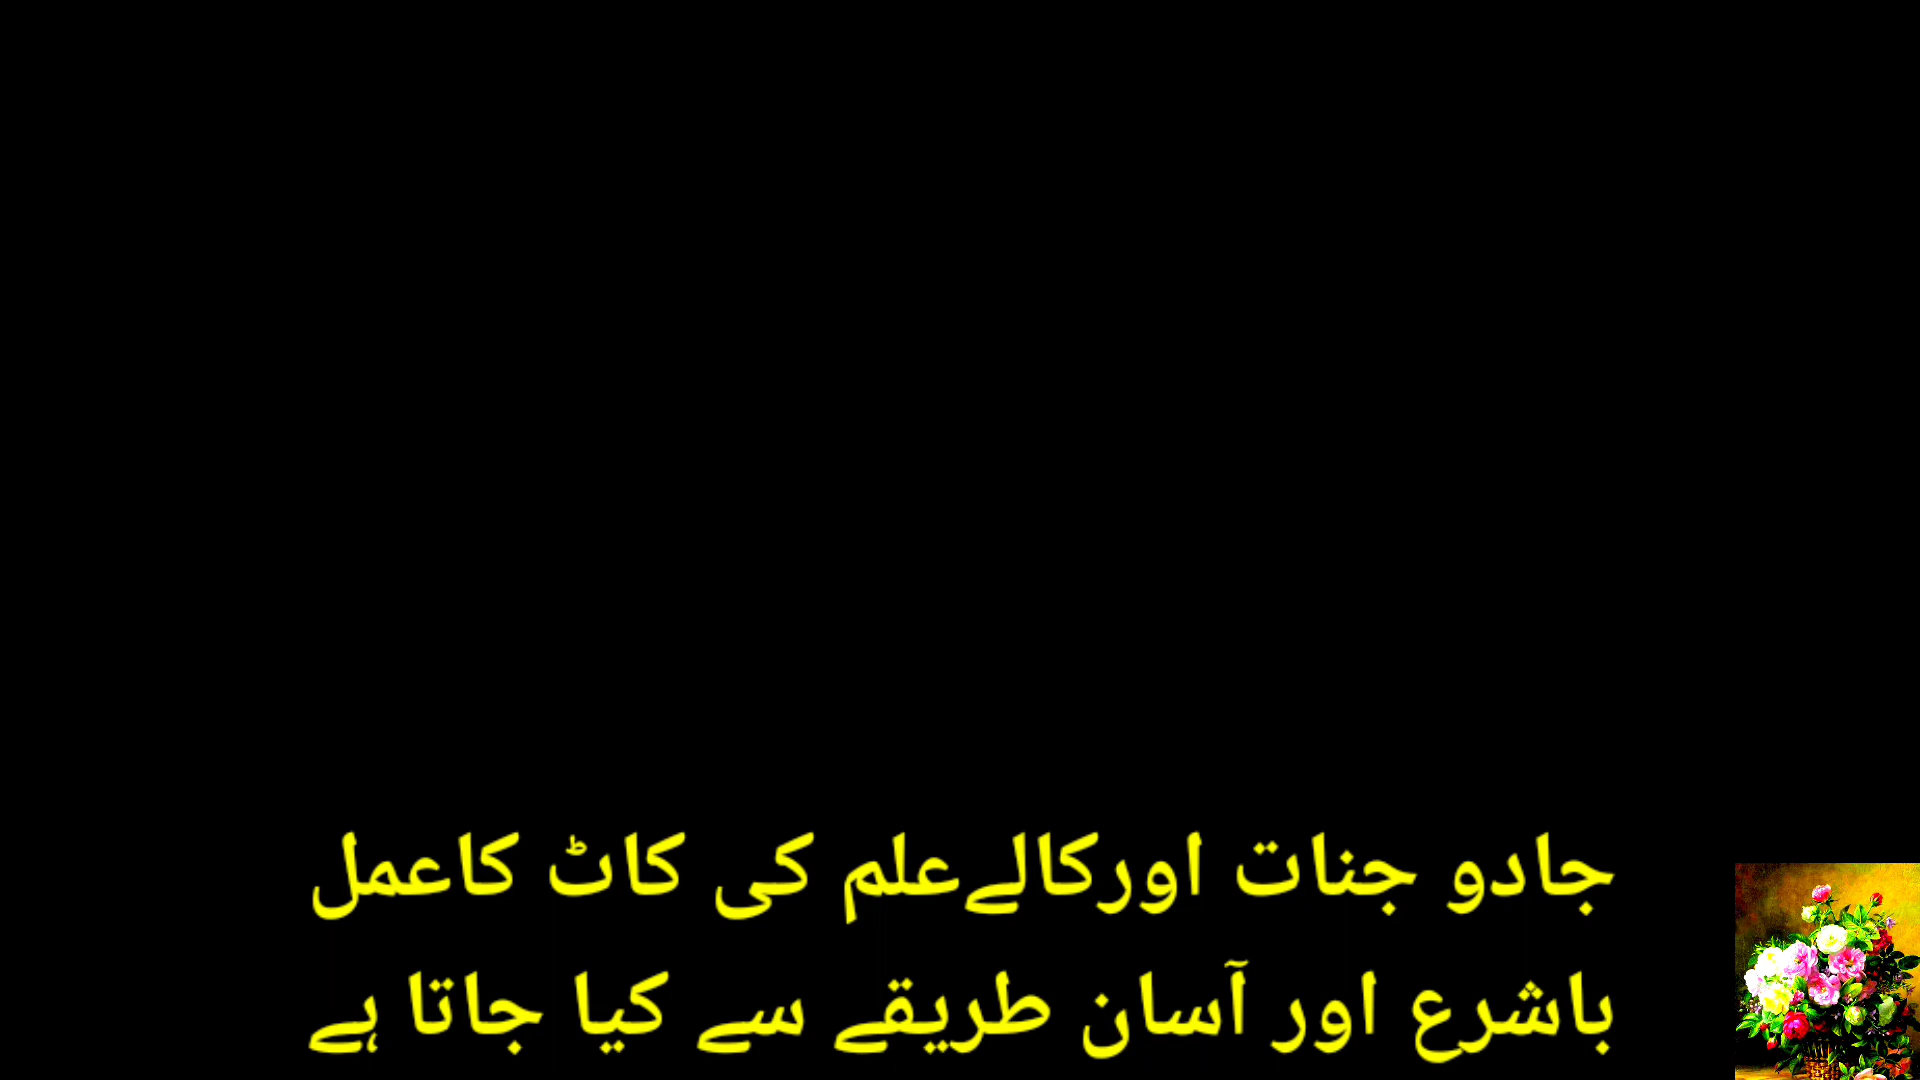 جادو جنات اورکالےعلم کی کاٹ کاعمل
باشرع اور آسان طریقے سے کیا جاتا ہے